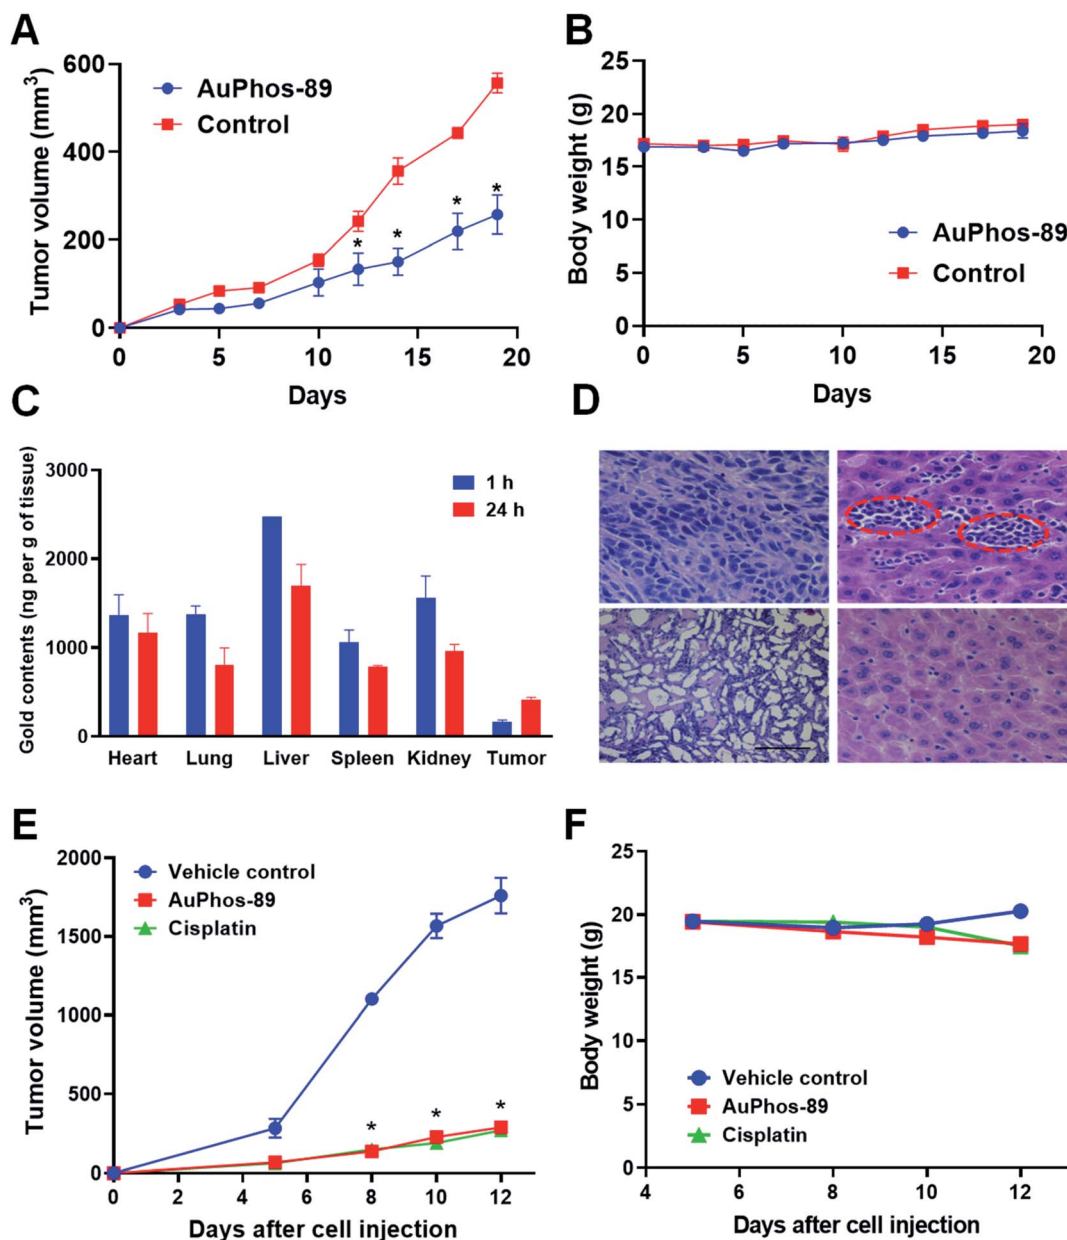 A
Tumor volume (mm³)
600
400
200
0
AuPhos-89
Control
*
*
*
*
0
5
10
15
20
Days
B
Body weight (g)
25
20
15
10
5
0
AuPhos-89
Control
0
5
10
15
20
Days
C
Gold contents (ng per g of tissue)
3000
2000
1000
0
1 h
24 h
Heart
Lung
Liver
Spleen
Kidney
Tumor
D
E
Tumor volume (mm³)
2000
1500
1000
500
0
Vehicle control
AuPhos-89
Cisplatin
*
*
*
0
2
4
6
8
10
12
Days after cell injection
F
Body weight (g)
25
20
15
10
5
0
Vehicle control
AuPhos-89
Cisplatin
4
6
8
10
12
Days after cell injection